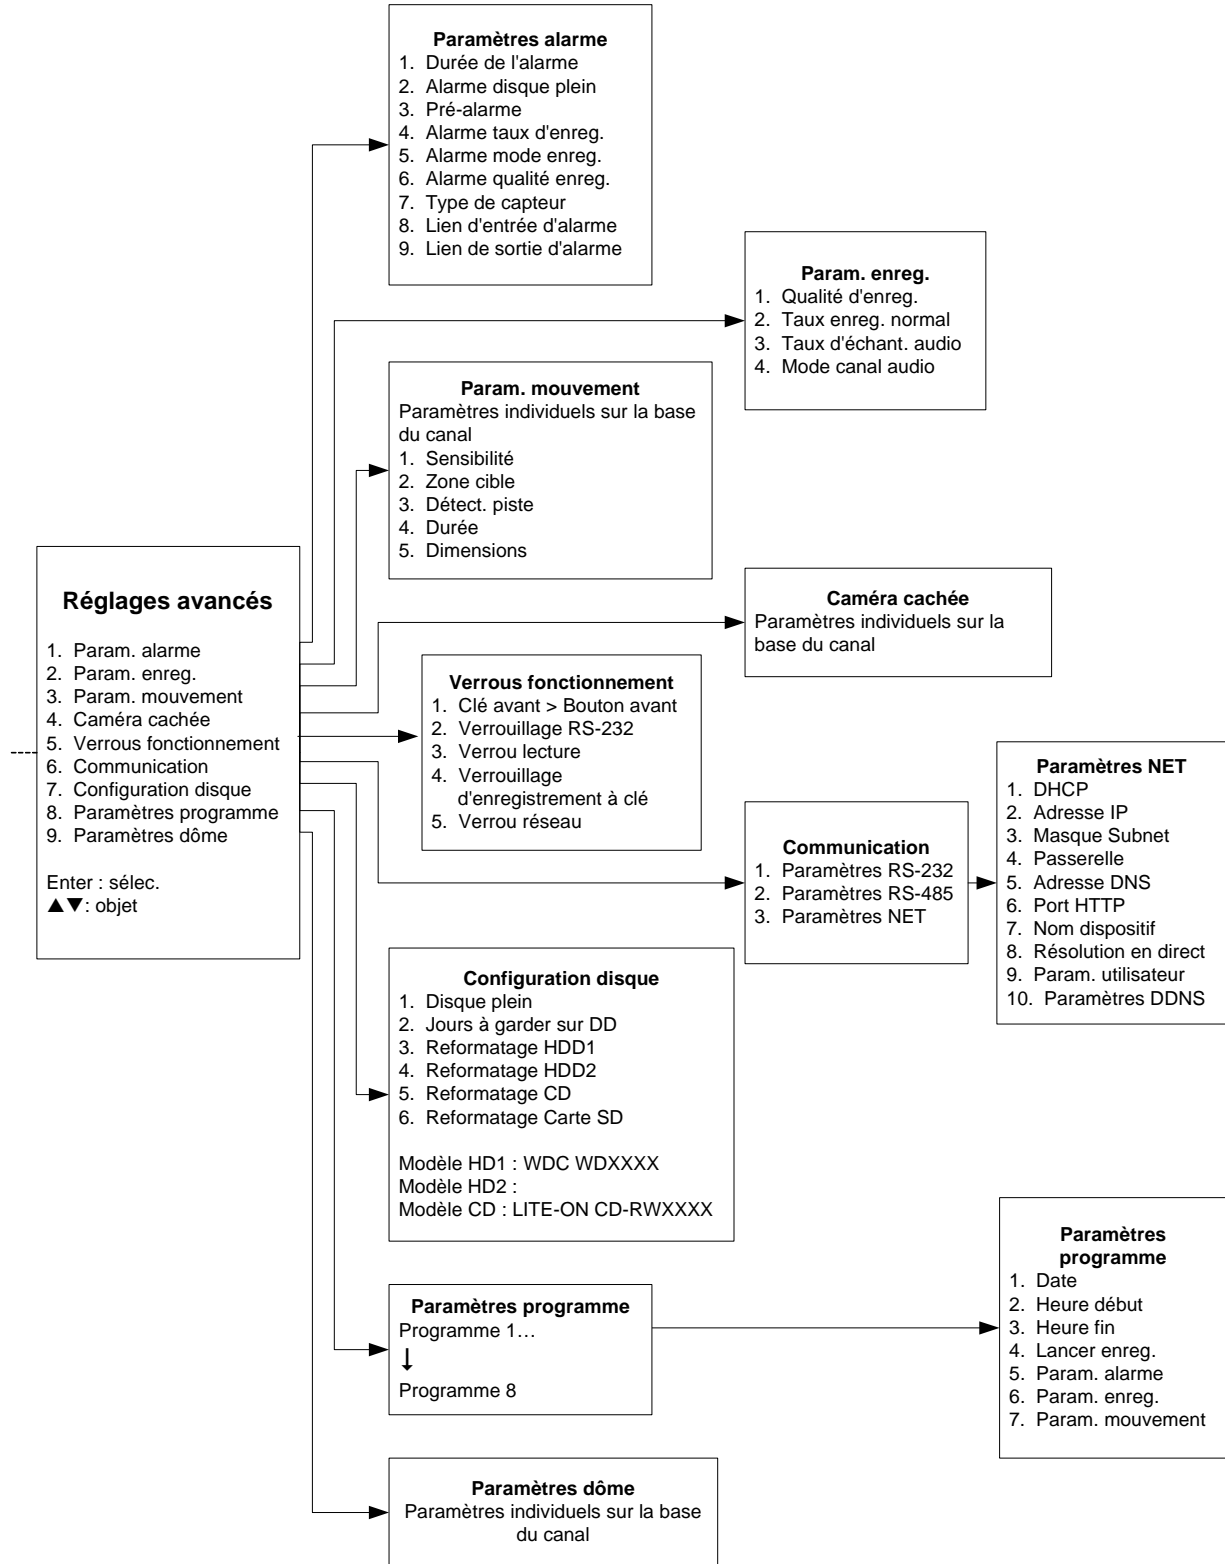 Paramètres alarme
1. Durée de l'alarme
2. Alarme disque plein
3. Pré-alarme
4. Alarme taux d'enreg.
5. Alarme mode enreg.
6. Alarme qualité enreg.
7. Type de capteur
8. Lien d'entrée d'alarme
9. Lien de sortie d'alarme
Param. enreg.
1. Qualité d'enreg.
2. Taux enreg. normal
3. Taux d'échant. audio
4. Mode canal audio
Param. mouvement
Paramètres individuels sur la base
du canal
1. Sensibilité
2. Zone cible
3. Détect. piste
4. Durée
5. Dimensions
Réglages avancés
1. Param. alarme
2. Param. enreg.
3. Param. mouvement
4. Caméra cachée
5. Verrous fonctionnement
6. Communication
7. Configuration disque
8. Paramètres programme
9. Paramètres dôme
Enter : sélec.
▲▼: objet
Caméra cachée
Paramètres individuels sur la
base du canal
Verrous fonctionnement
1. Clé avant > Bouton avant
2. Verrouillage RS-232
3. Verrou lecture
4. Verrouillage
d'enregistrement à clé
5. Verrou réseau
Communication
1. Paramètres RS-232
2. Paramètres RS-485
3. Paramètres NET
Paramètres NET
1. DHCP
2. Adresse IP
3. Masque Subnet
4. Passerelle
5. Adresse DNS
6. Port HTTP
7. Nom dispositif
8. Résolution en direct
9. Param. utilisateur
10. Paramètres DDNS
Configuration disque
1. Disque plein
2. Jours à garder sur DD
3. Reformatage HDD1
4. Reformatage HDD2
5. Reformatage CD
6. Reformatage Carte SD
Modèle HD1 : WDC WDXXXX
Modèle HD2 :
Modèle CD : LITE-ON CD-RWXXXX
Paramètres programme
Programme 1…
↓
Programme 8
Paramètres
programme
1. Date
2. Heure début
3. Heure fin
4. Lancer enreg.
5. Param. alarme
6. Param. enreg.
7. Param. mouvement
Paramètres dôme
Paramètres individuels sur la base
du canal